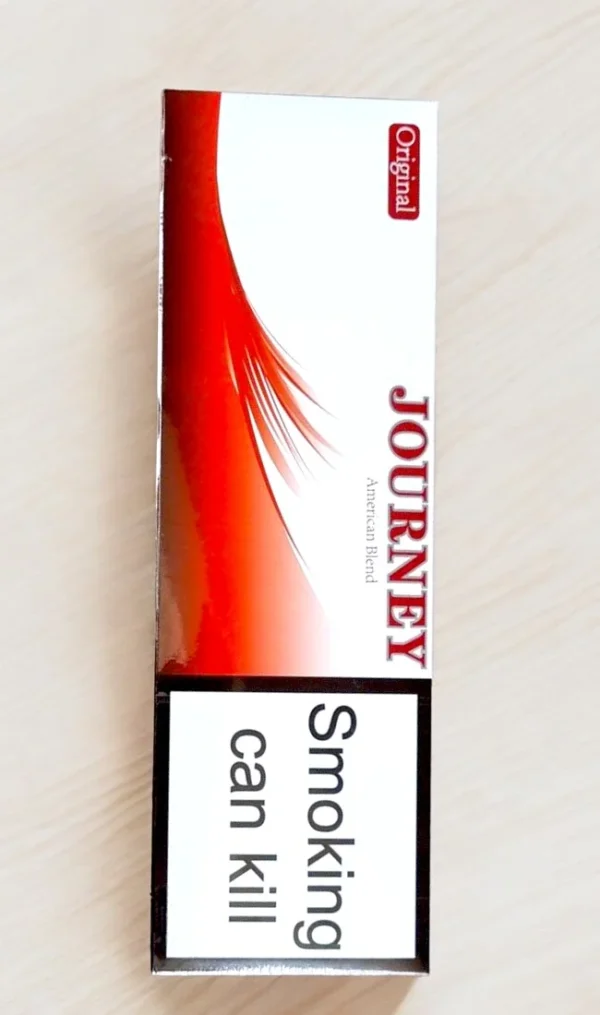 Original
JOURNEY
American Blend
Smoking
can kill